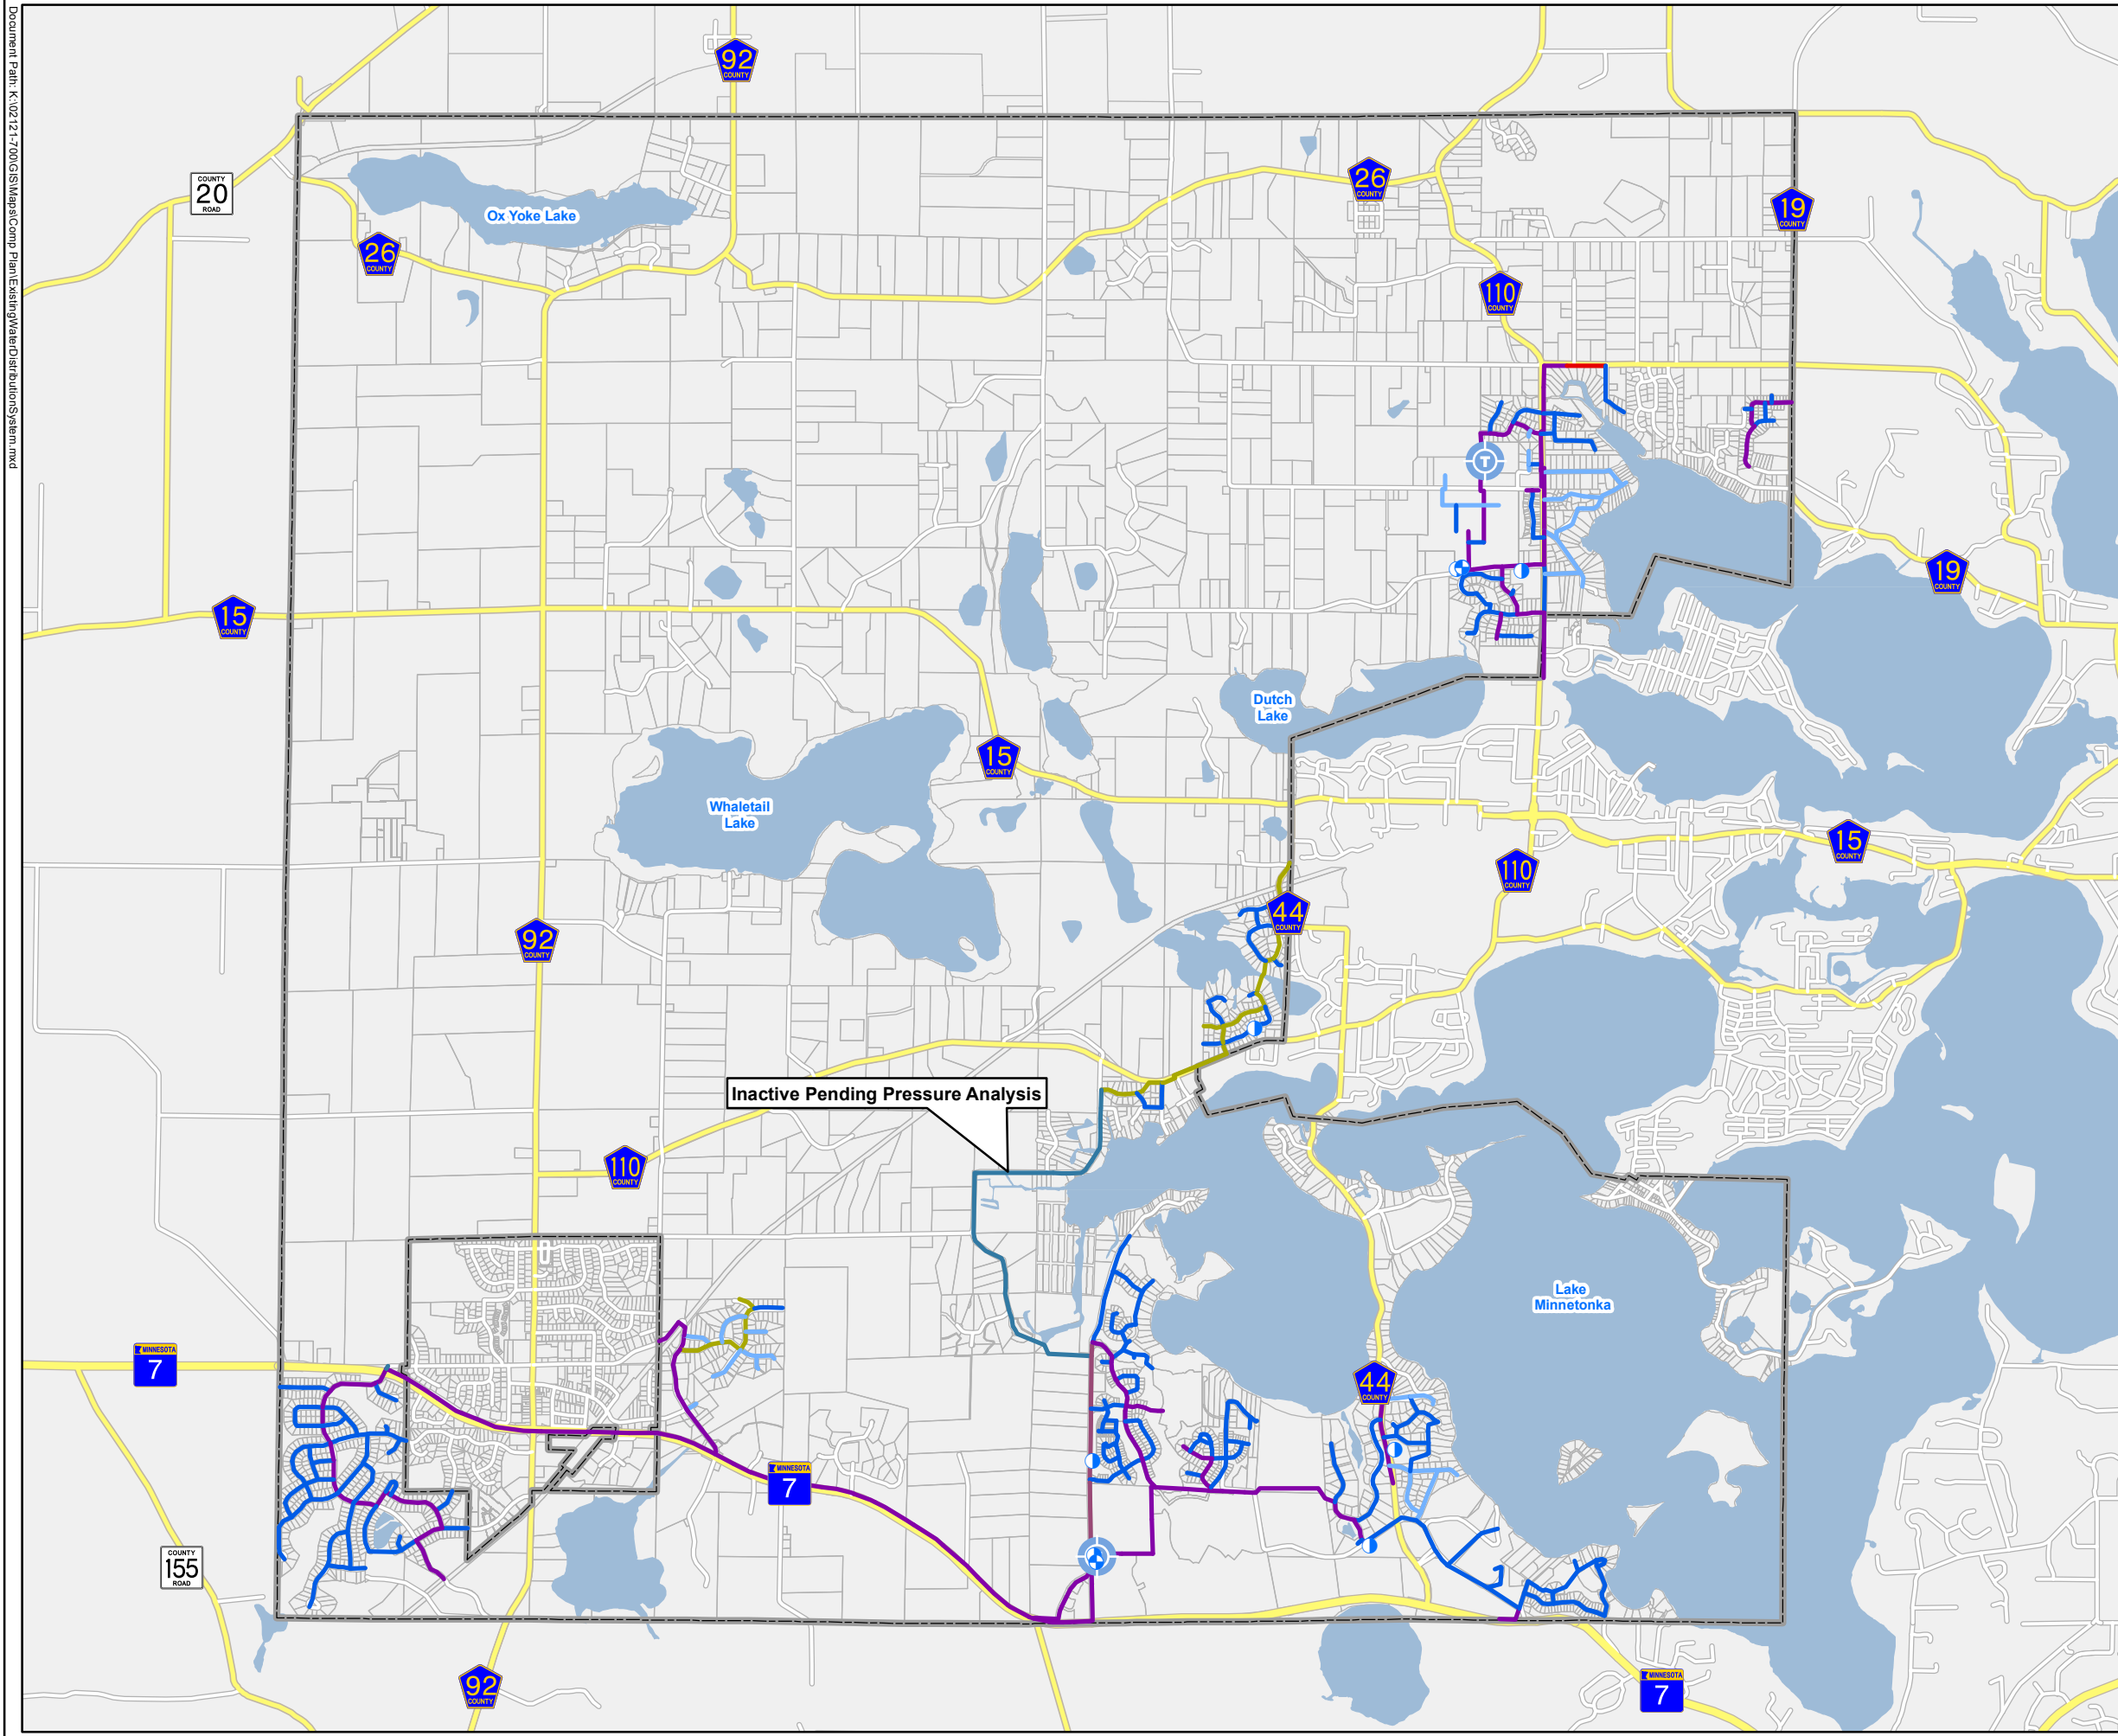 Document Path: K:\02121-700\GIS\Maps\Comp Plan\ExistingWaterDistributionSystem.mxd
92
COUNTY
COUNTY
20
ROAD
26
COUNTY
19
COUNTY
Ox Yoke Lake
26
COUNTY
110
COUNTY
T
19
COUNTY
15
COUNTY
Dutch
Lake
15
COUNTY
Whaletail
Lake
15
COUNTY
110
COUNTY
44
COUNTY
92
COUNTY
Inactive Pending Pressure Analysis
110
COUNTY
Lake
Minnetonka
MINNESOTA
7
44
COUNTY
MINNESOTA
7
COUNTY
155
ROAD
92
COUNTY
MINNESOTA
7